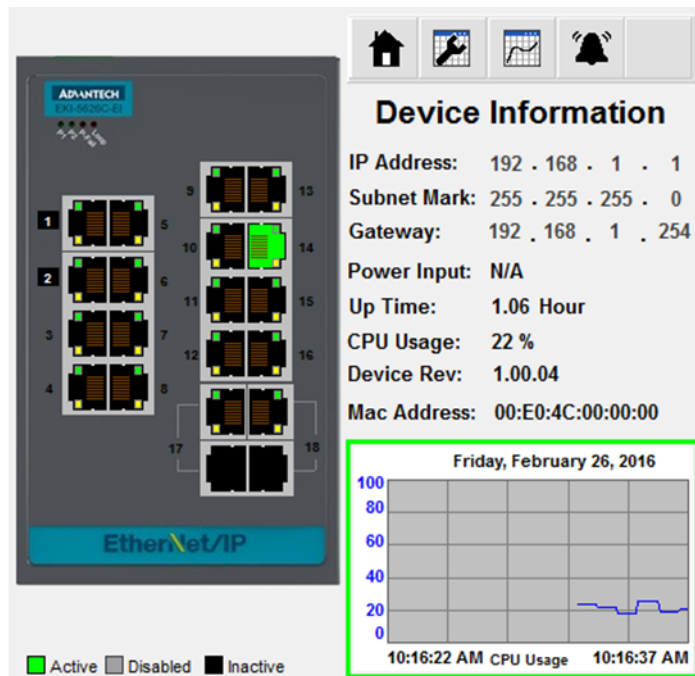 ADVANTECH
EKI-5626C-EI
P1 P2 P-Fail Loop
9 13
1 5
10 14
2 6
11 15
3 7
12 16
4 8
17 18
EtherNet/IP
Active Disabled Inactive
Device Information
IP Address: 192 . 168 . 1 . 1
Subnet Mark: 255 . 255 . 255 . 0
Gateway: 192 . 168 . 1 . 254
Power Input: N/A
Up Time: 1.06 Hour
CPU Usage: 22 %
Device Rev: 1.00.04
Mac Address: 00:E0:4C:00:00:00
Friday, February 26, 2016
100
80
60
40
20
0
10:16:22 AM CPU Usage 10:16:37 AM